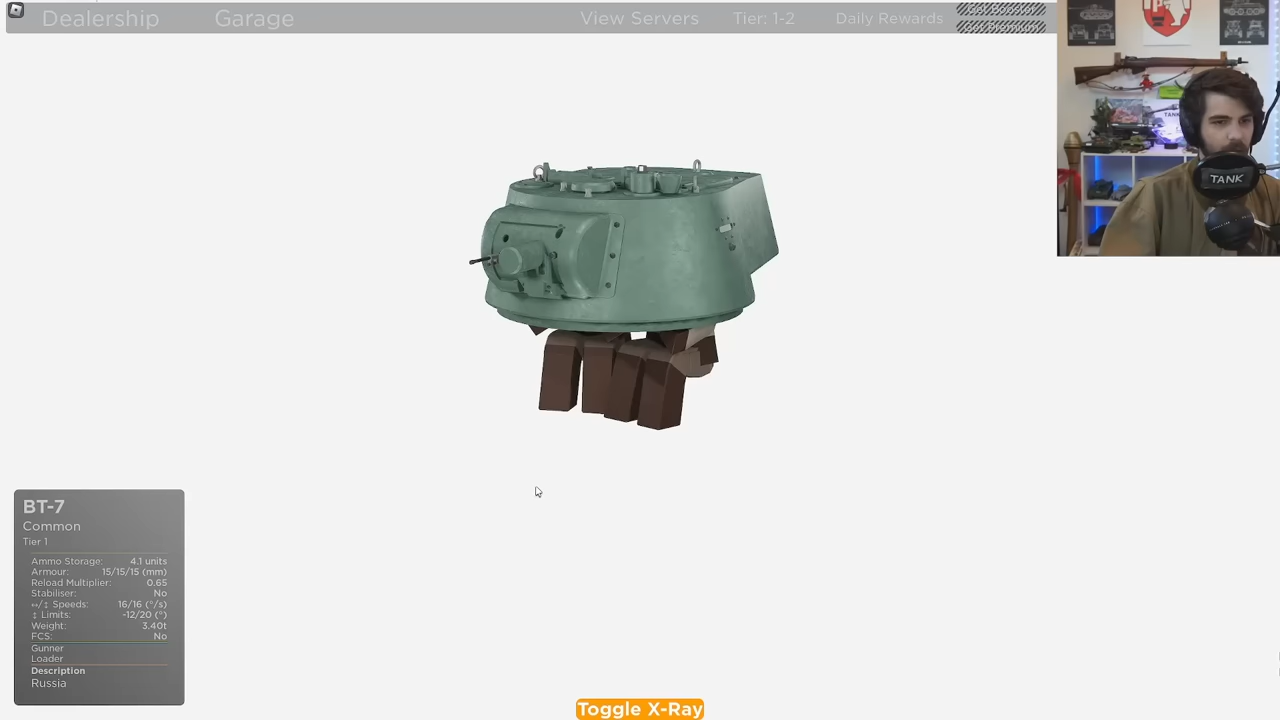 Dealership
Garage
View Servers
Tier: 1-2
Daily Rewards
Get Booster
TANK
BT-7
Common
Tier 1
Ammo Storage: 4.1 units
Armour: 15/15/15 (mm)
Reload Multiplier: 0.65
Stabiliser: No
↔/↕ Speeds: 16/16 (°/s)
↕ Limits: -12/20 (°)
Weight: 3.40t
FCS: No
Gunner
Loader
Description
Russia
Toggle X-Ray